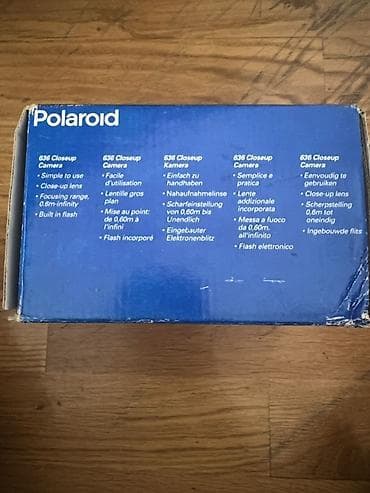 Polaroid
636 Closeup
Camera
• Simple to use
• Close-up lens
• Focusing range,
0.6m-infinity
• Built in flash
636 Closeup
Camera
• Facile
d'utilisation
• Lentille gros
plan
• Mise au point:
de 0,60m à
l'infini
• Flash incorporé
636 Closeup
Kamera
• Einfach zu
handhaben
• Nahaufnahmelinse
• Scharfeinstellung
von 0,60m bis
Unendlich
• Eingebauter
Elektronenblitz
636 Closeup
Camera
• Semplice e
pratica
• Lente
addizionale
incorporata
• Messa a fuoco
da 0,60m.
all'infinito
• Flash elettronico
636 Closeup
Camera
• Eenvoudig te
gebruiken
• Close-up lens
• Scherpstelling
0,6m tot
oneindig
• Ingebouwde flits